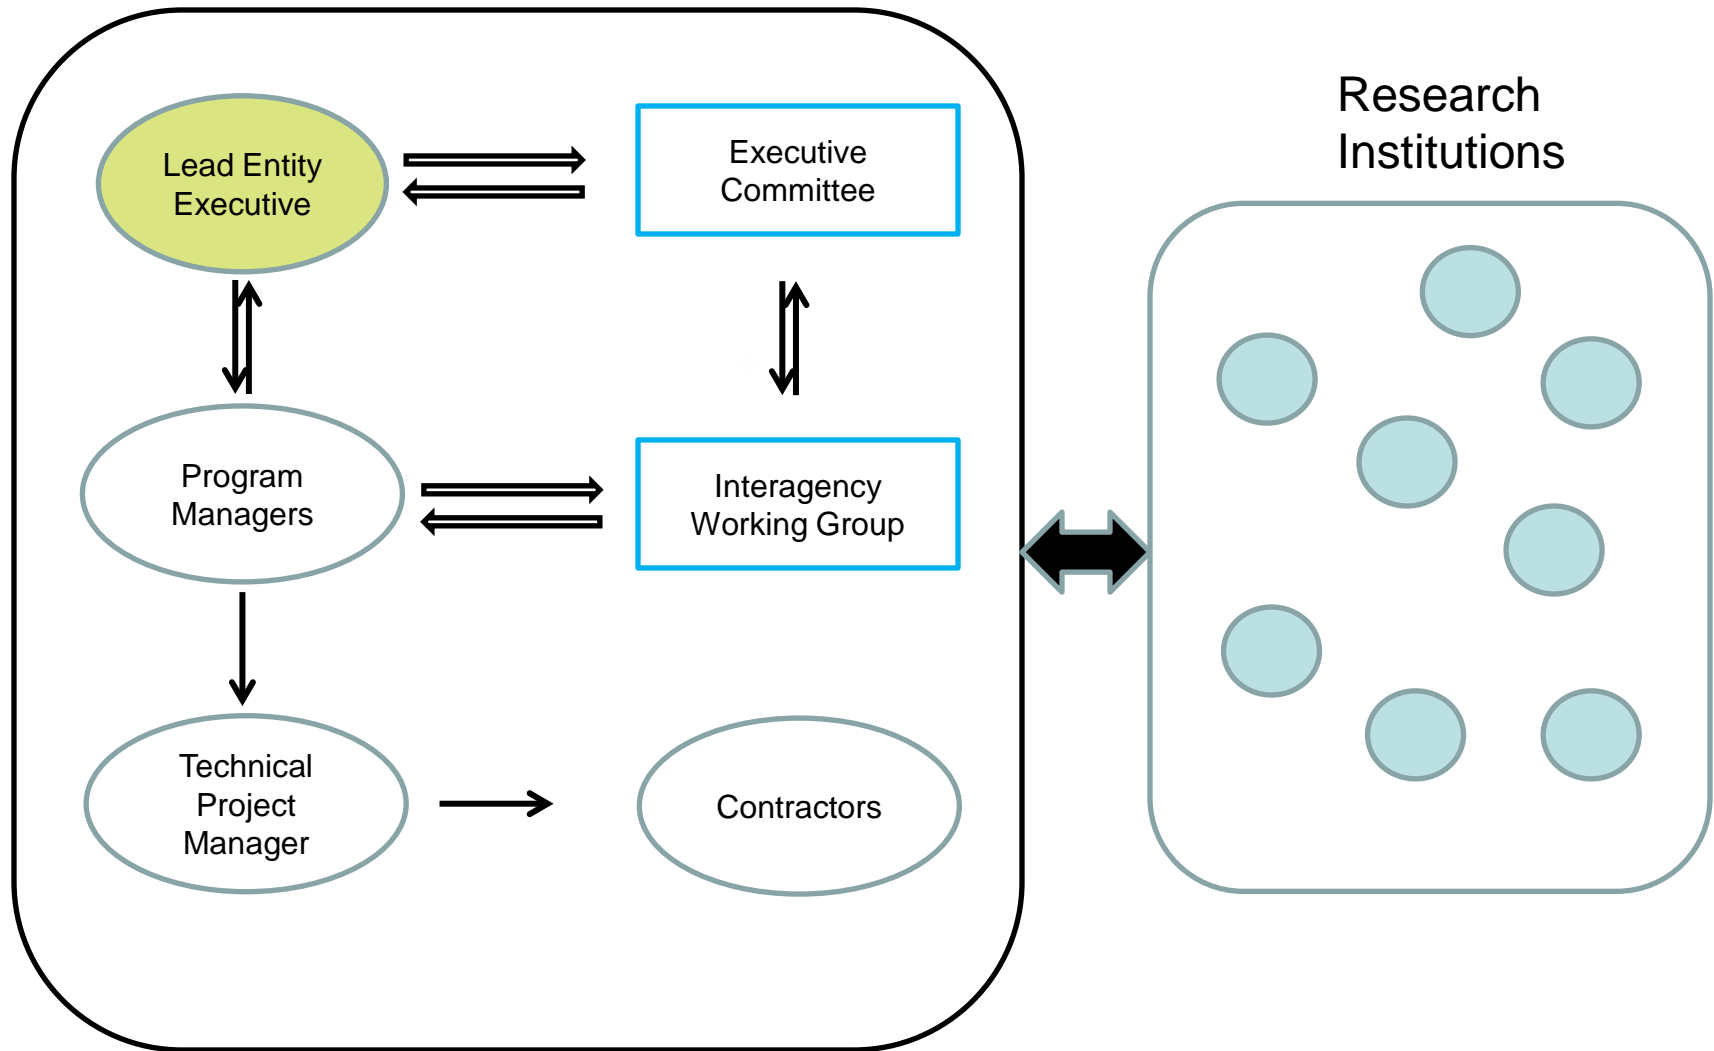 Lead Entity
Executive
Executive
Committee
Research
Institutions
Program
Managers
Interagency
Working Group
Technical
Project
Manager
Contractors